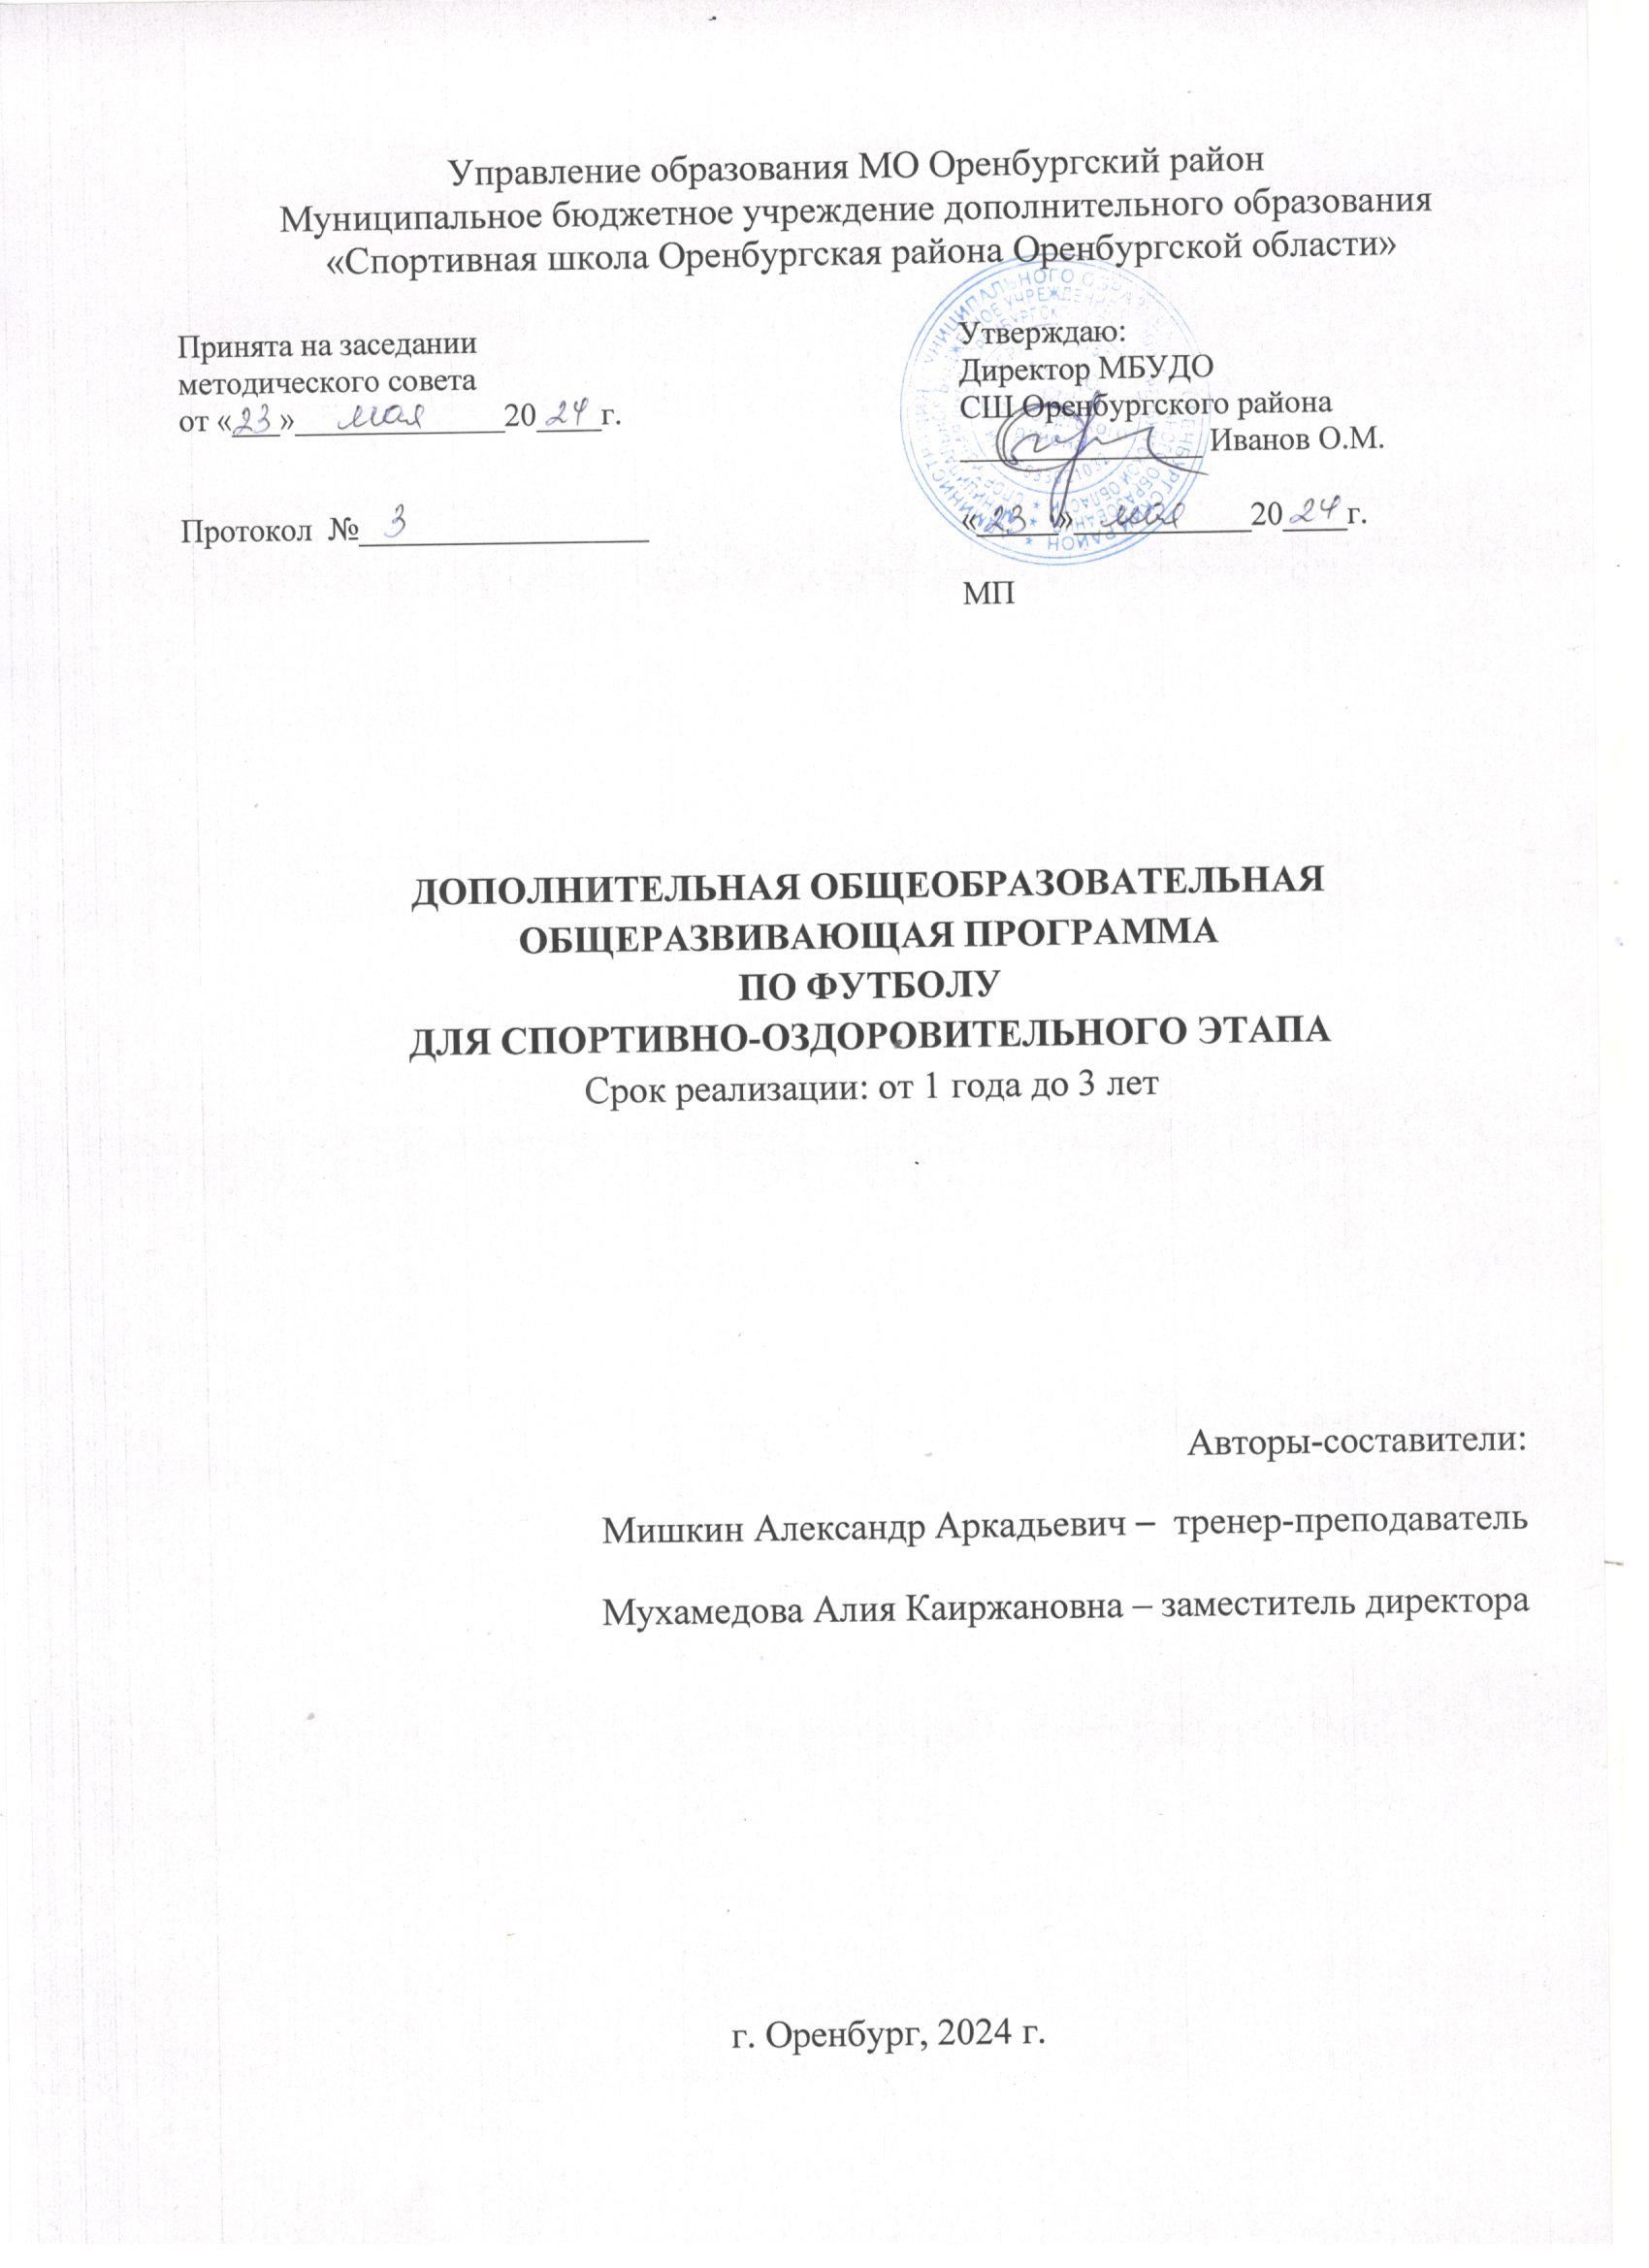 Управление образования МО Оренбургский район
Муниципальное бюджетное учреждение дополнительного образования
«Спортивная школа Оренбургская района Оренбургской области»
Принята на заседании
методического совета
от «23» мая 2024 г.
Протокол № 3
Утверждаю:
Директор МБУДО
СШ Оренбургского района
Иванов О.М.
«23» мая 2024 г.
МП
ДОПОЛНИТЕЛЬНАЯ ОБЩЕОБРАЗОВАТЕЛЬНАЯ
ОБЩЕРАЗВИВАЮЩАЯ ПРОГРАММА
ПО ФУТБОЛУ
ДЛЯ СПОРТИВНО-ОЗДОРОВИТЕЛЬНОГО ЭТАПА
Срок реализации: от 1 года до 3 лет
Авторы-составители:
Мишкин Александр Аркадьевич – тренер-преподаватель
Мухамедова Алия Каиржановна – заместитель директора
г. Оренбург, 2024 г.